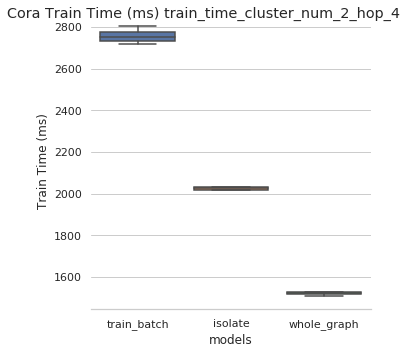 Cora Train Time (ms) train_time_cluster_num_2_hop_4
2800
2600
2400
2200
2000
1800
1600
Train Time (ms)
train_batch isolate whole_graph
models